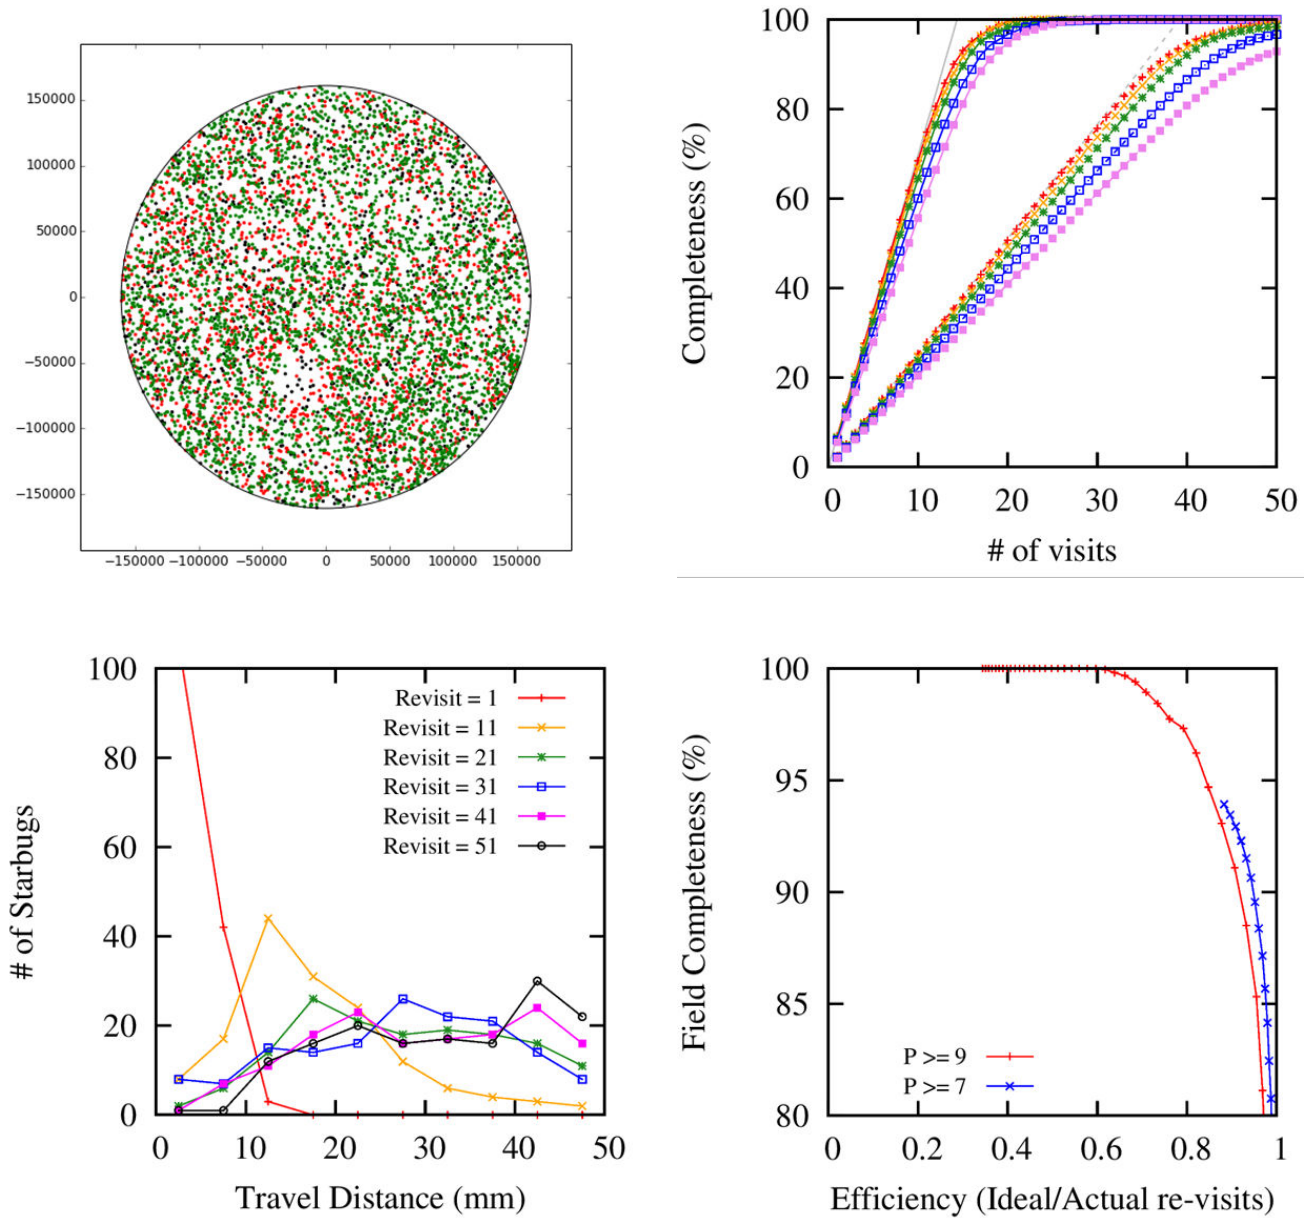 150000
100000
50000
0
−50000
−100000
−150000
−150000 −100000 −50000 0 50000 100000 150000
100
80
60
40
20
0
Completeness (%)
0 10 20 30 40 50
# of visits
100
80
60
40
20
0
# of Starbugs
Revisit = 1
Revisit = 11
Revisit = 21
Revisit = 31
Revisit = 41
Revisit = 51
0 10 20 30 40 50
Travel Distance (mm)
100
95
90
85
80
Field Completeness (%)
P >= 9
P >= 7
0 0.2 0.4 0.6 0.8 1
Efficiency (Ideal/Actual re-visits)